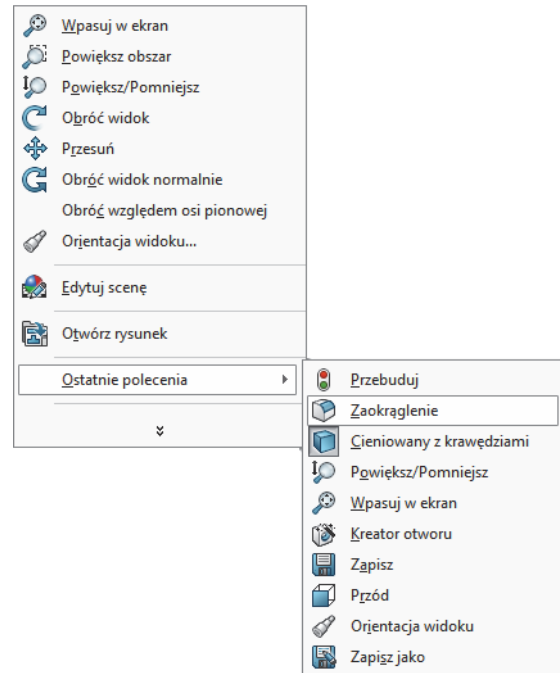 Wpasuj w ekran
Powiększ obszar
Powiększ/Pomniejsz
Obróć widok
Przesuń
Obróć widok normalnie
Obróć względem osi pionowej
Orientacja widoku...
Edytuj scenę
Otwórz rysunek
Ostatnie polecenia
Przebuduj
Zaokrąglenie
Cieniowany z krawędziami
Powiększ/Pomniejsz
Wpasuj w ekran
Kreator otworu
Zapisz
Przód
Orientacja widoku
Zapisz jako